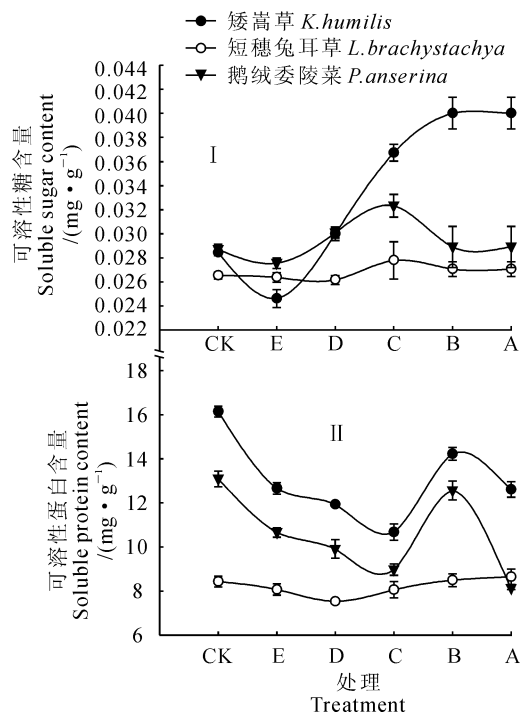 矮嵩草 K.humilis
短穗兔耳草 L.brachystachya
鹅绒委陵菜 P.anserina
可溶性糖含量
Soluble sugar content
/(mg·g⁻¹)
0.044
0.042
0.040
0.038
0.036
0.034
0.032
0.030
0.028
0.026
0.024
0.022
I
CK E D C B A
可溶性蛋白含量
Soluble protein content
/(mg·g⁻¹)
18
16
14
12
10
8
6
II
CK E D C B A
处理
Treatment